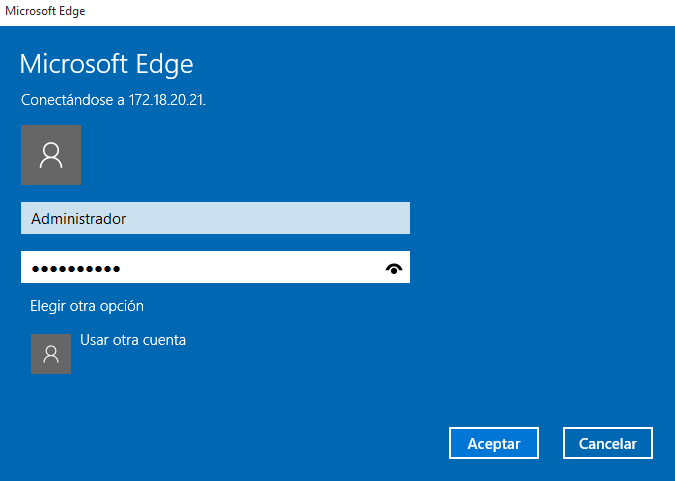 Microsoft Edge
Microsoft Edge
Conectándose a 172.18.20.21.
Administrador
●●●●●●●●●●
Elegir otra opción
Usar otra cuenta
Aceptar
Cancelar